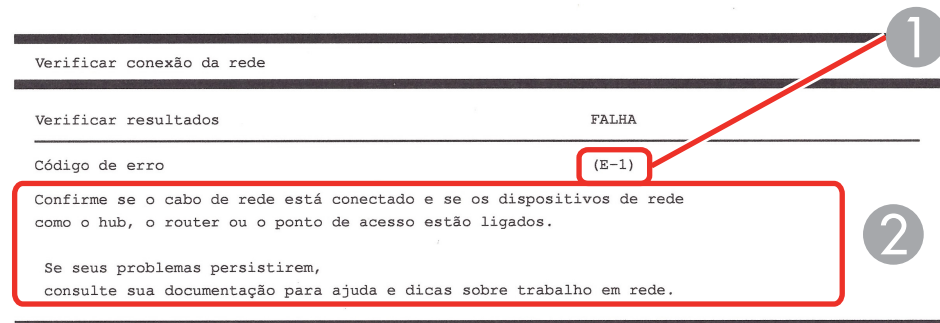 1
Verificar conexão da rede
Verificar resultados FALHA
Código de erro (E-1)
Confirme se o cabo de rede está conectado e se os dispositivos de rede
como o hub, o router ou o ponto de acesso estão ligados.
2
Se seus problemas persistirem,
consulte sua documentação para ajuda e dicas sobre trabalho em rede.